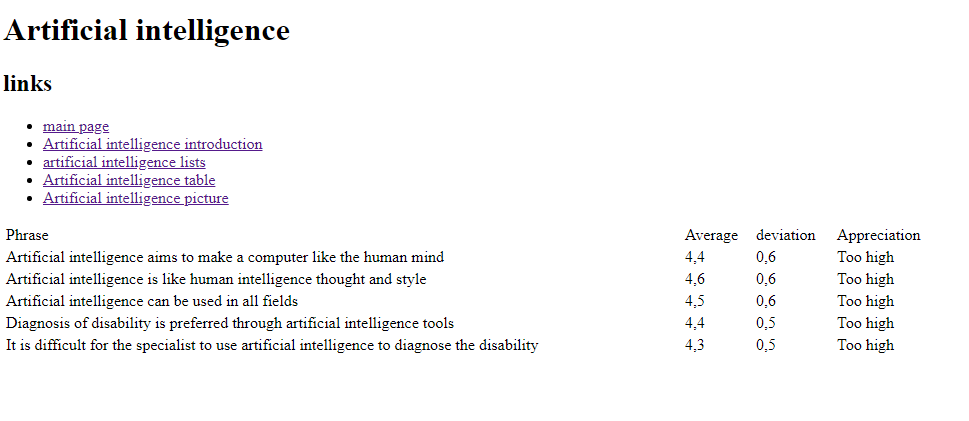 Artificial intelligence
links
main page
Artificial intelligence introduction
artificial intelligence lists
Artificial intelligence table
Artificial intelligence picture
Phrase Average deviation Appreciation
Artificial intelligence aims to make a computer like the human mind 4,4 0,6 Too high
Artificial intelligence is like human intelligence thought and style 4,6 0,6 Too high
Artificial intelligence can be used in all fields 4,5 0,6 Too high
Diagnosis of disability is preferred through artificial intelligence tools 4,4 0,5 Too high
It is difficult for the specialist to use artificial intelligence to diagnose the disability 4,3 0,5 Too high